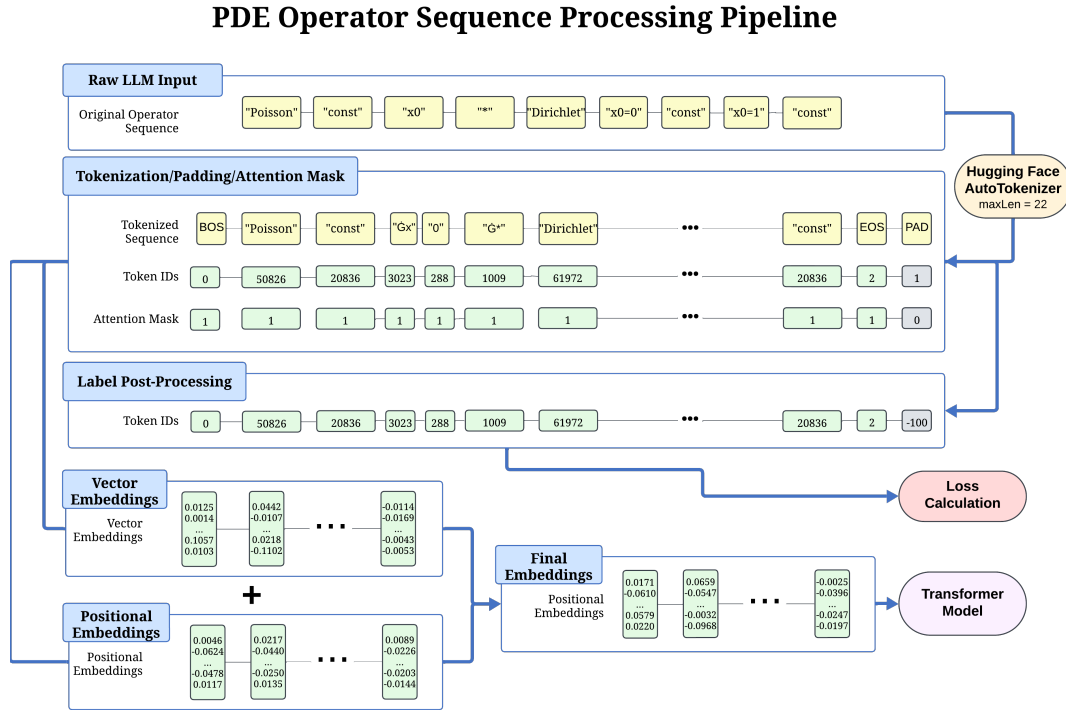 PDE Operator Sequence Processing Pipeline
Raw LLM Input
Original Operator
Sequence
"Poisson" "const" "x0" "*" "Dirichlet" "x0=0" "const" "x0=1" "const"
Hugging Face
AutoTokenizer
maxLen = 22
Tokenization/Padding/Attention Mask
Tokenized
Sequence
BOS "Poisson" "const" "Ġx" "0" "Ġ*" "Dirichlet" ••• "const" EOS PAD
Token IDs 0 50826 20836 3023 288 1009 61972 ••• 20836 2 1
Attention Mask 1 1 1 1 1 1 1 ••• 1 1 0
Label Post-Processing
Token IDs 0 50826 20836 3023 288 1009 61972 ••• 20836 2 -100
Loss
Calculation
Vector
Embeddings
Vector
Embeddings
0.0125 0.0442 -0.0114
0.0014 -0.0107 -0.0169
... ... ... ...
0.1057 0.0218 -0.0043
0.0103 -0.1102 -0.0053
+
Positional
Embeddings
Positional
Embeddings
0.0046 0.0217 0.0089
-0.0624 -0.0440 -0.0226
... ... ... ...
-0.0478 -0.0250 -0.0203
0.0117 0.0135 -0.0144
Final
Embeddings
Positional
Embeddings
0.0171 0.0659 -0.0025
-0.0610 -0.0547 -0.0396
... ... ... ...
0.0579 -0.0032 -0.0247
0.0220 -0.0968 -0.0197
Transformer
Model